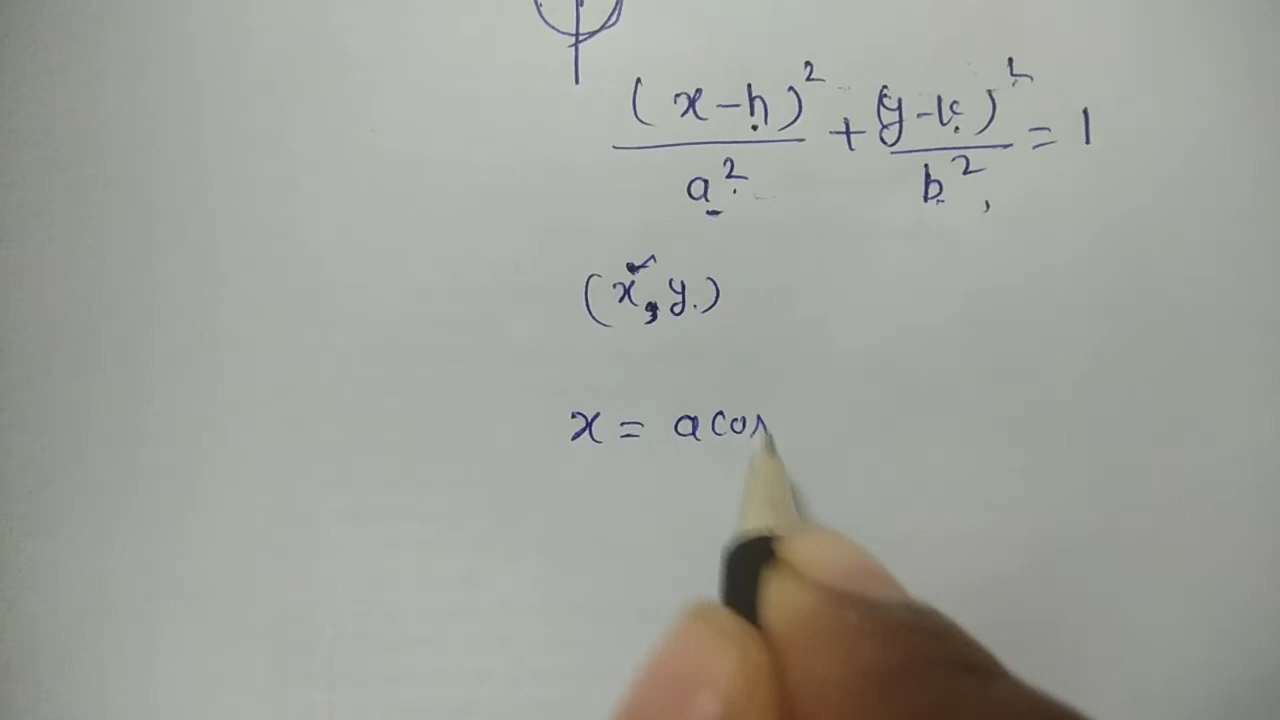 (x-h)²/a² + (y-k)²/b² = 1
(x, y.)
x = a cos